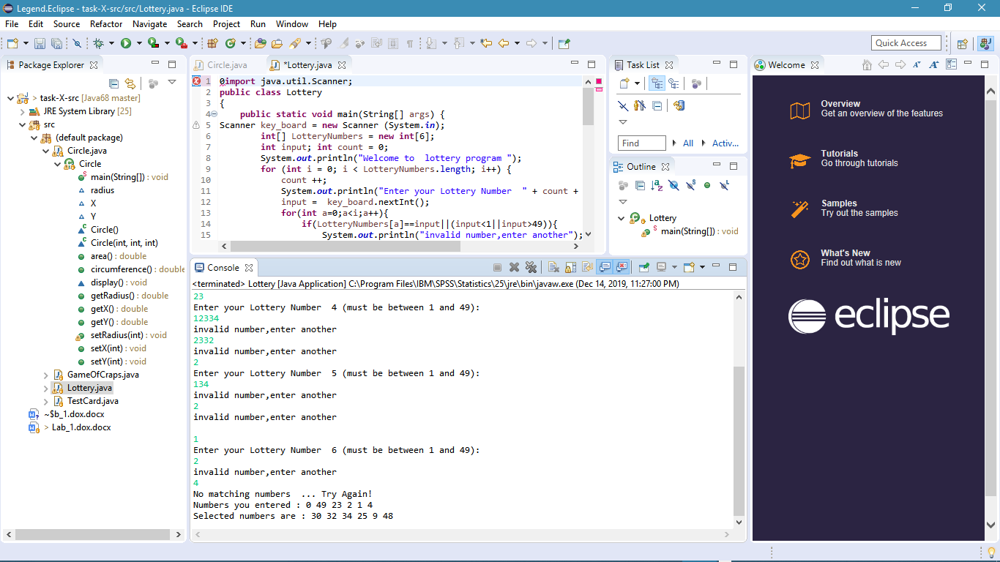 Legend.Eclipse - task-X-src/src/Lottery.java - Eclipse IDE
File Edit Source Refactor Navigate Search Project Run Window Help
Quick Access
Package Explorer
> task-X-src [Java68 master]
JRE System Library [25]
src
(default package)
Circle.java
Circle
main(String[]) : void
radius
X
Y
Circle()
Circle(int, int, int)
area() : double
circumference() : double
display() : void
getRadius() : double
getX() : double
getY() : double
setRadius(int) : void
setX(int) : void
setY(int) : void
GameOfCraps.java
Lottery.java
TestCard.java
~$b_1.dox.docx
> Lab_1.dox.docx
Circle.java *Lottery.java
1 @import java.util.Scanner;
2 public class Lottery
3 {
4 public static void main(String[] args) {
5 Scanner key_board = new Scanner (System.in);
6 int[] LotteryNumbers = new int[6];
7 int input; int count = 0;
8 System.out.println("Welcome to  lottery program ");
9 for (int i = 0; i < LotteryNumbers.length; i++) {
10 count ++;
11 System.out.println("Enter your Lottery Number  " + count +
12 input =  key_board.nextInt();
13 for(int a=0;a<i;a++){
14 if(LotteryNumbers[a]==input||(input<1||input>49)){
15 System.out.println("invalid number,enter another");
Console
<terminated> Lottery [Java Application] C:\Program Files\IBM\SPSS\Statistics\25\jre\bin\javaw.exe (Dec 14, 2019, 11:27:00 PM)
23
Enter your Lottery Number  4 (must be between 1 and 49):
12334
invalid number,enter another
2332
invalid number,enter another
2
Enter your Lottery Number  5 (must be between 1 and 49):
134
invalid number,enter another
2
invalid number,enter another
1
Enter your Lottery Number  6 (must be between 1 and 49):
2
invalid number,enter another
4
No matching numbers  ... Try Again!
Numbers you entered : 0 49 23 2 1 4
Selected numbers are : 30 32 34 25 9 48
Task List
Find All Activ...
Outline
Lottery
main(String[]) : void
Welcome
Overview
Get an overview of the features
Tutorials
Go through tutorials
Samples
Try out the samples
What's New
Find out what is new
eclipse